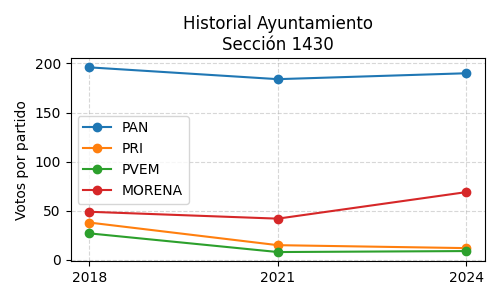 Historial Ayuntamiento
Sección 1430
Votos por partido
200
150
100
50
0
PAN
PRI
PVEM
MORENA
2018
2021
2024